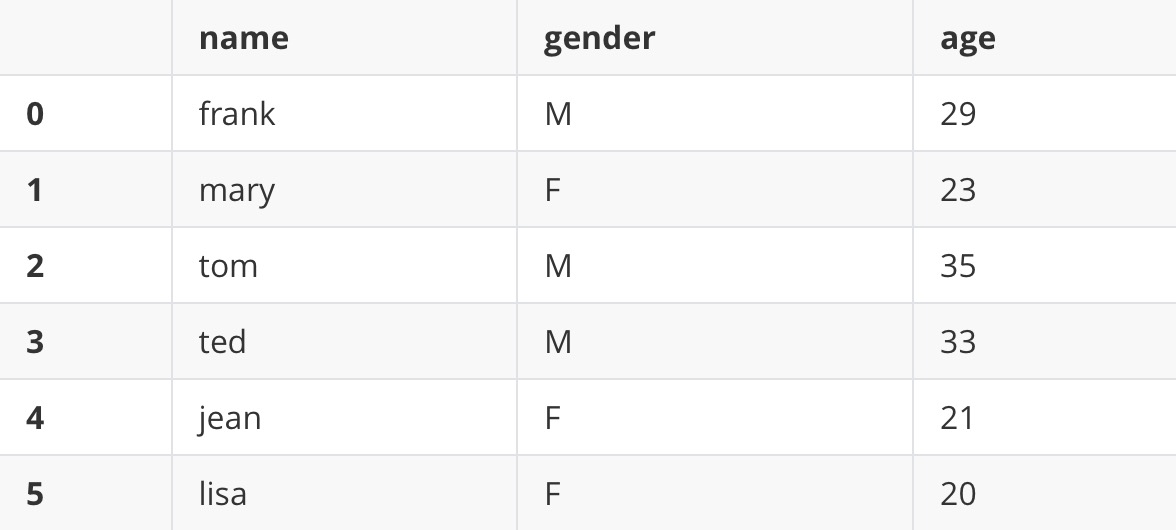 name gender age
0 frank M 29
1 mary F 23
2 tom M 35
3 ted M 33
4 jean F 21
5 lisa F 20